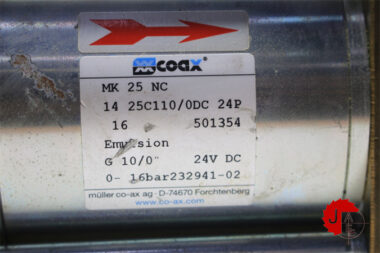 coax®
MK 25 NC
14 25C110/0DC 24P
16 501354
Emulsion
G 10/0" 24V DC
0- 16bar232941-02
müller co-ax ag · D-74670 Forchtenberg
www.co-ax.com